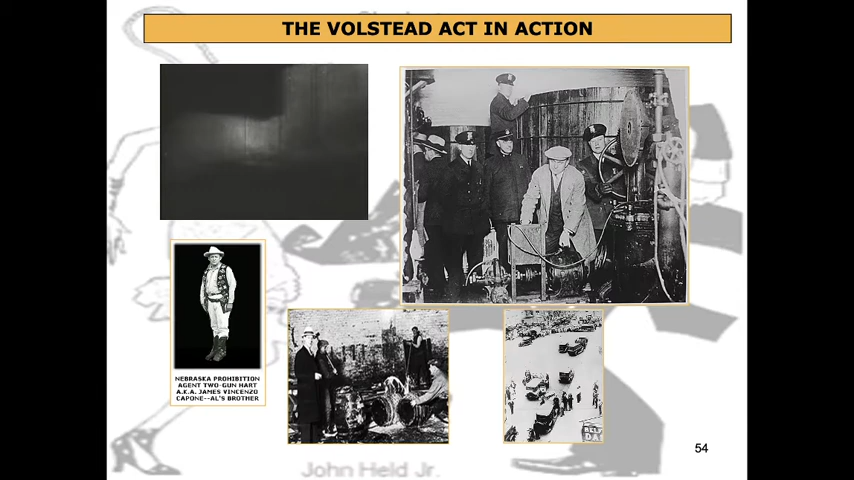 THE VOLSTEAD ACT IN ACTION
NEBRASKA PROHIBITION
AGENT TWO-GUN HART
A.K.A. JAMES VINCENZO
CAPONE--AL'S BROTHER
54
John Held Jr.